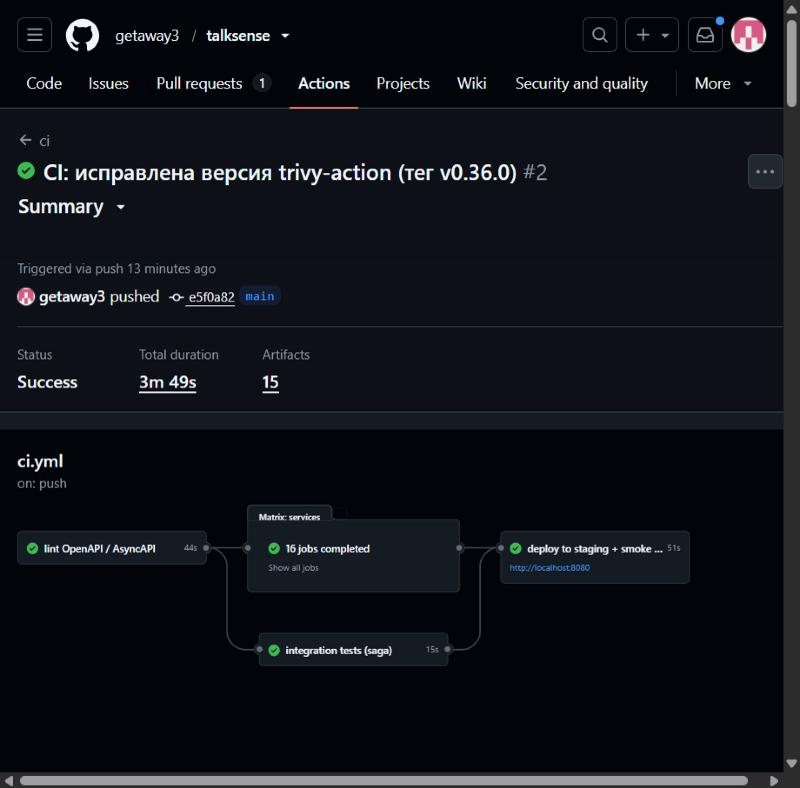 getaway3 / talksense
Code Issues Pull requests 1 Actions Projects Wiki Security and quality More
ci
CI: исправлена версия trivy-action (тег v0.36.0) #2
Summary
Triggered via push 13 minutes ago
getaway3 pushed e5f0a82 main
Status Total duration Artifacts
Success 3m 49s 15
ci.yml
on: push
Matrix: services
lint OpenAPI / AsyncAPI 44s
16 jobs completed
Show all jobs
deploy to staging + smoke ... 51s
http://localhost:8080
integration tests (saga) 15s